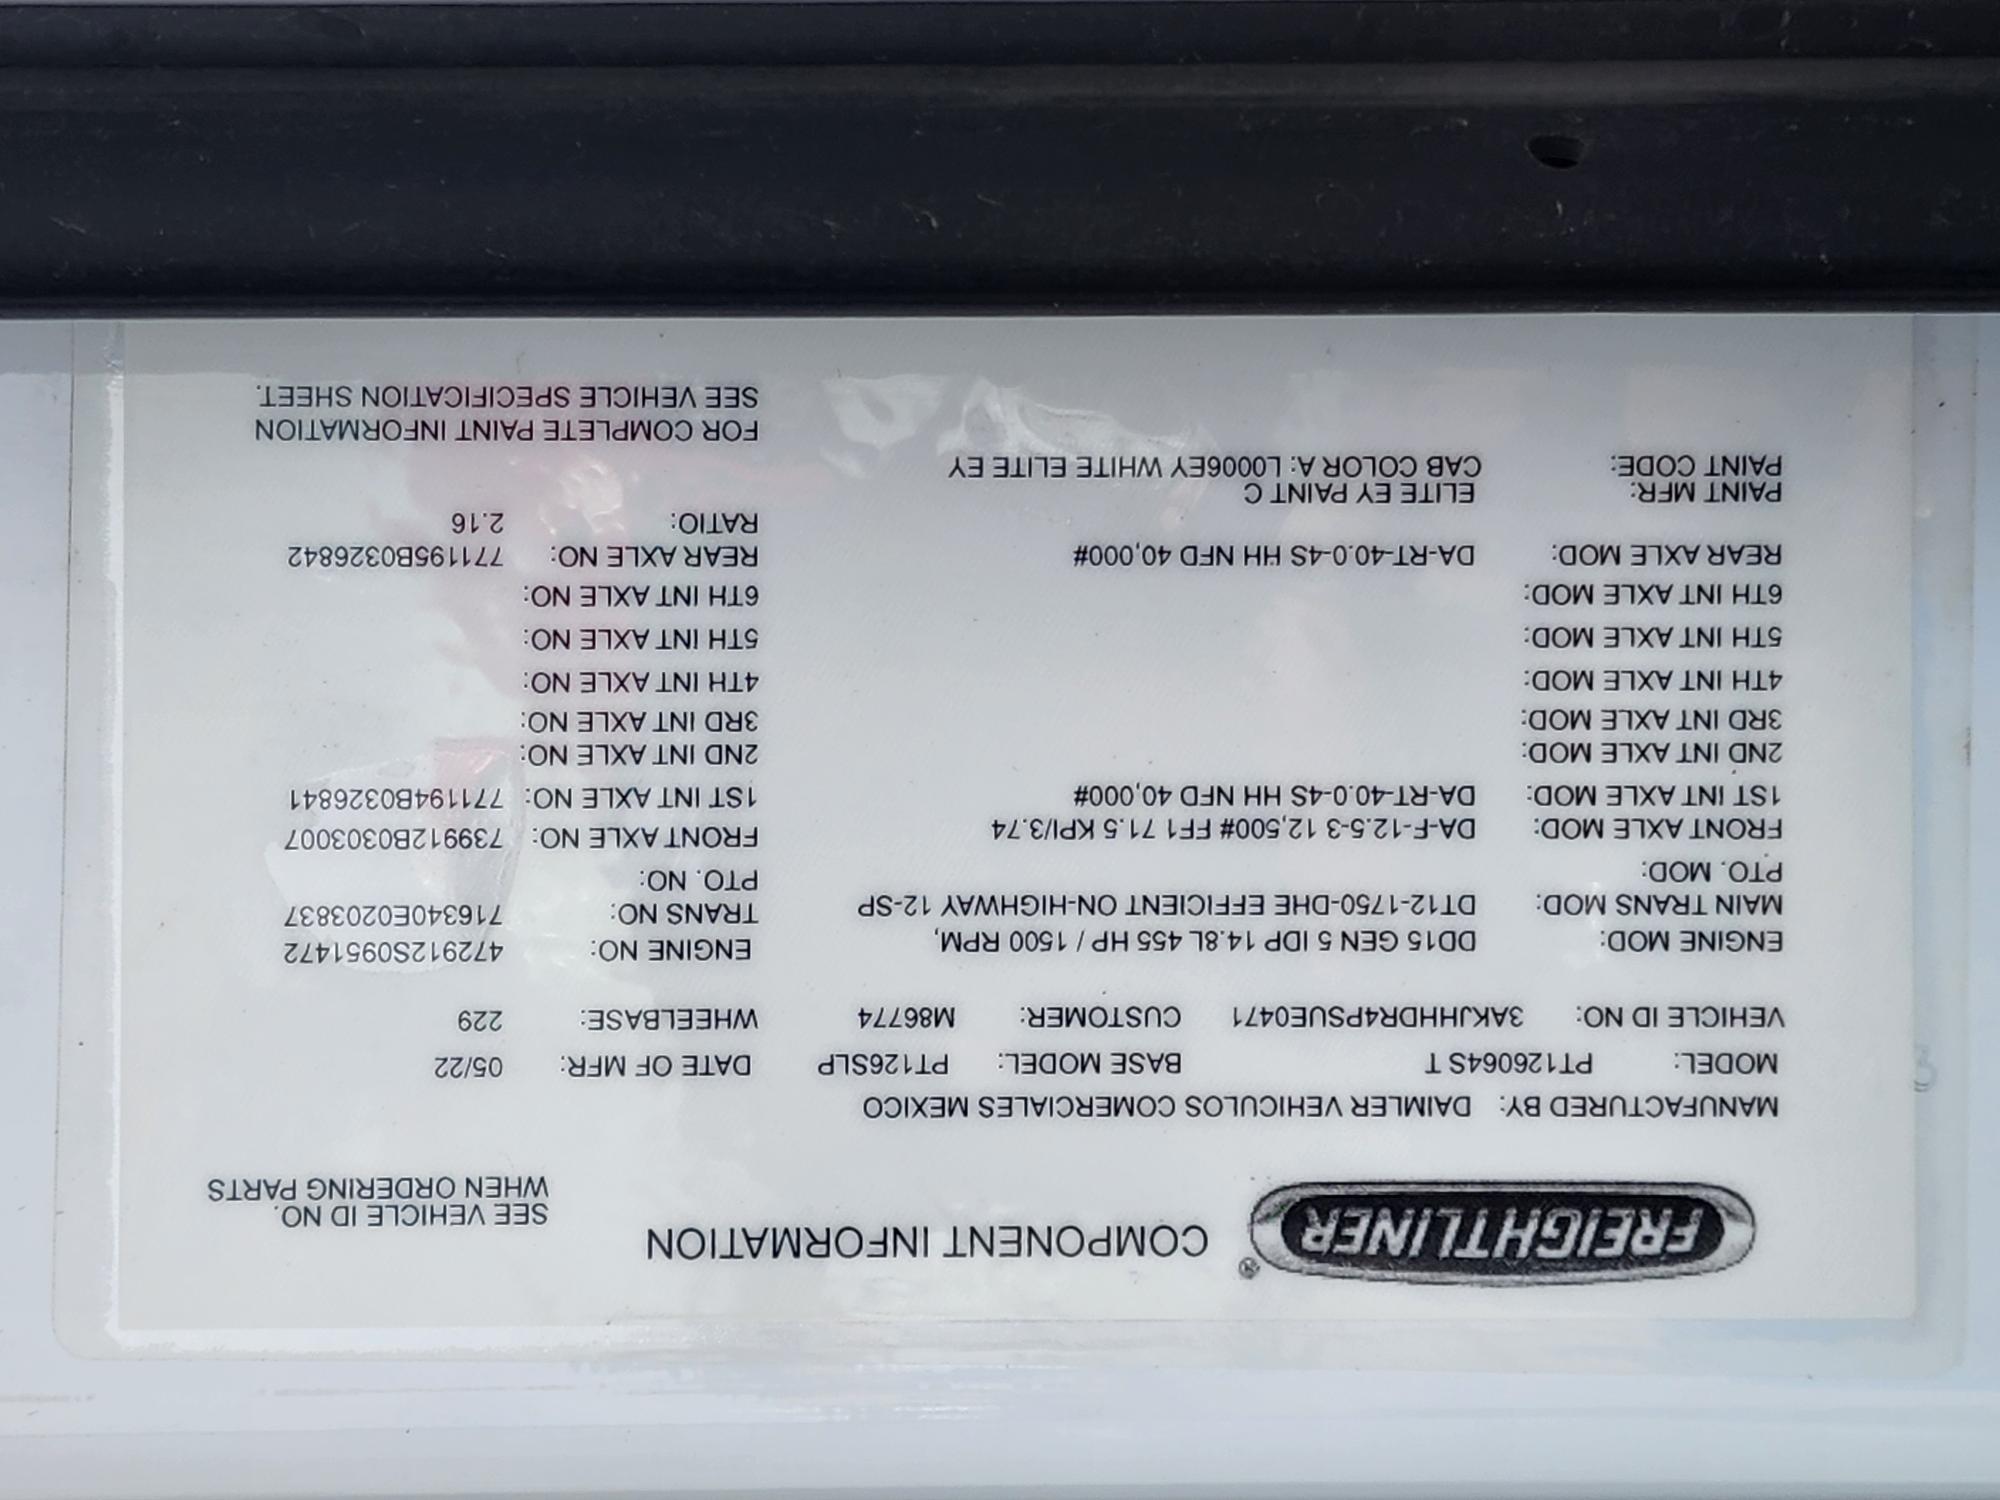 FREIGHTLINER ® COMPONENT INFORMATION SEE VEHICLE ID NO. WHEN ORDERING PARTS
MANUFACTURED BY: DAIMLER VEHICULOS COMERCIALES MEXICO
MODEL: PT126064S T BASE MODEL: PT126SLP DATE OF MFR: 05/22
VEHICLE ID NO: 3AKJHHDR4PSUE0471 CUSTOMER: M86774 WHEELBASE: 229
ENGINE MOD: DD15 GEN 5 IDP 14.8L 455 HP / 1500 RPM, ENGINE NO: 472912S0951472
MAIN TRANS MOD: DT12-1750-DHE EFFICIENT ON-HIGHWAY 12-SP TRANS NO: 716340E0203837
PTO. MOD: PTO. NO:
FRONT AXLE MOD: DA-F-12.5-3 12,500# FF1 71.5 KPI/3.74 FRONT AXLE NO: 739912B0303007
1ST INT AXLE MOD: DA-RT-40.0-4S HH NFD 40,000# 1ST INT AXLE NO: 771194B0326841
2ND INT AXLE MOD: 2ND INT AXLE NO:
3RD INT AXLE MOD: 3RD INT AXLE NO:
4TH INT AXLE MOD: 4TH INT AXLE NO:
5TH INT AXLE MOD: 5TH INT AXLE NO:
6TH INT AXLE MOD: 6TH INT AXLE NO:
REAR AXLE MOD: DA-RT-40.0-4S HH NFD 40,000# REAR AXLE NO: 771195B0326842
RATIO: 2.16
PAINT MFR: ELITE EY PAINT C
PAINT CODE: CAB COLOR A: L0006EY WHITE ELITE EY
FOR COMPLETE PAINT INFORMATION
SEE VEHICLE SPECIFICATION SHEET.